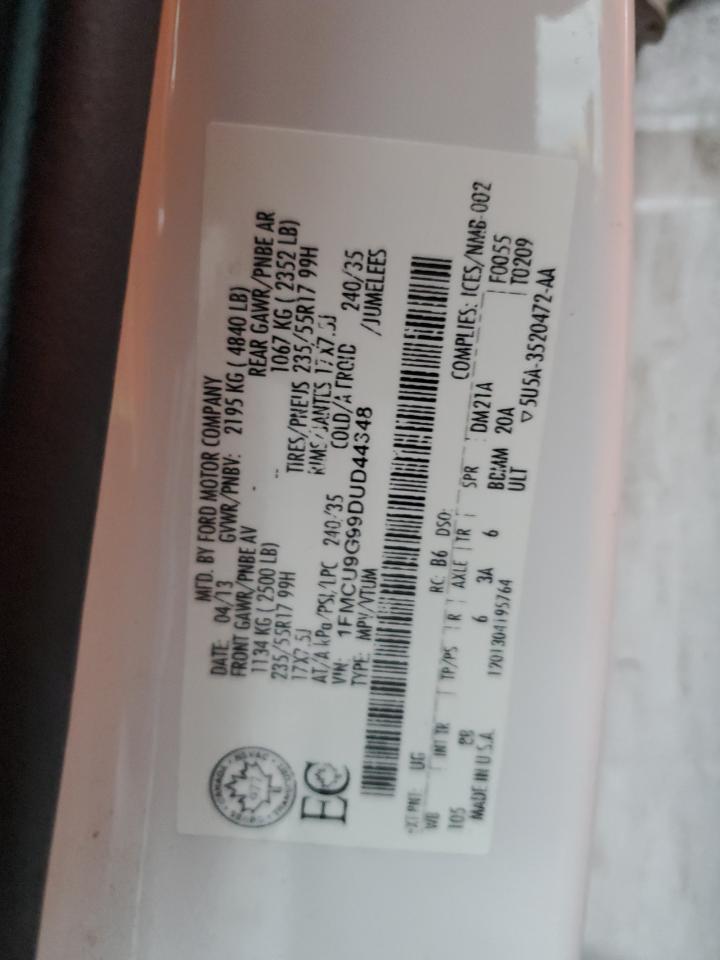 MFD. BY FORD MOTOR COMPANY
DATE: 04/13 GVWR/PNBV: 2195 KG ( 4840 LB)
FRONT GAWR/PNBE AV REAR GAWR/PNBE AR
1134 KG ( 2500 LB) 1067 KG ( 2352 LB)
235/55R17 99H TIRES/PNEUS 235/55R17 99H
17X7.5J RIMS/JANTES 17X7.5J
AT/A kPa/PSI/LPC 240/35 COLD/A FROID 240/35
VIN: 1FMCU9G99DUD44348 /JUMELEES
TYPE: MPV/VTUM
EXT PNT: UG RC: B6 DSO: COMPLIES: ICES/NMB-002
WB INT TR TP/PS R AXLE TR SPR DM21A F0055
105 BB 6 3A 6 BCMM 20A T0209
MADE IN U.S.A. ULT ▽5U5A-3520472-AA
1201304195764
CANADA
EC